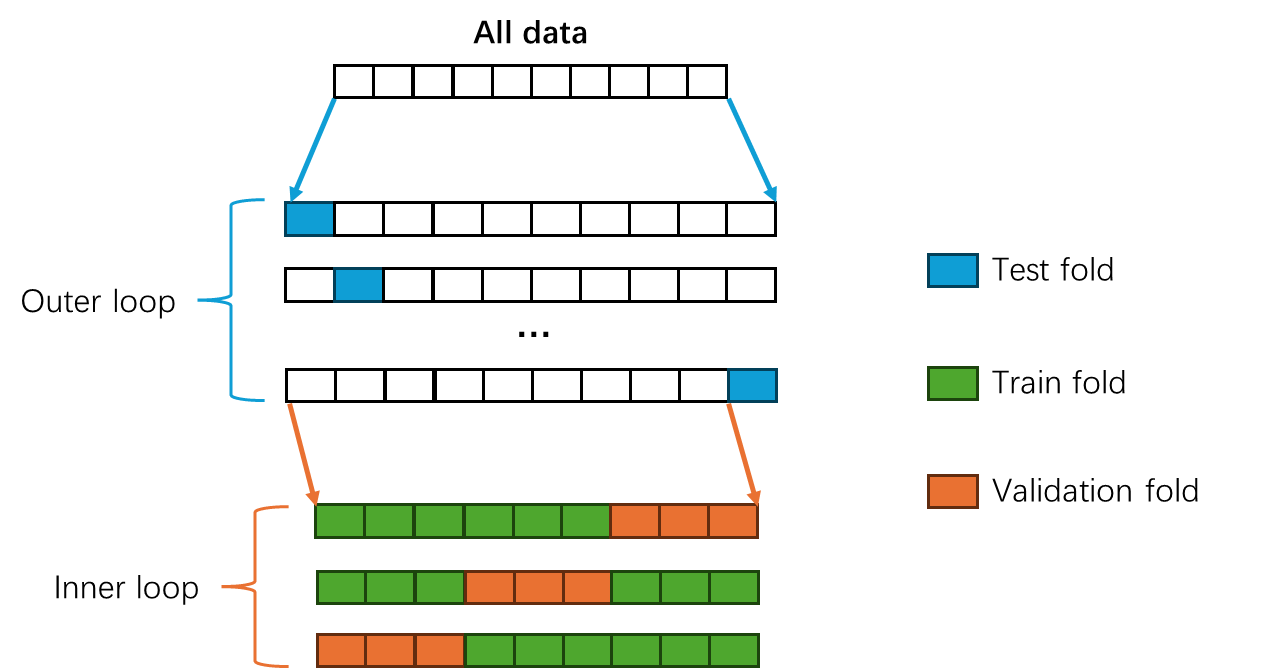 All data
Outer loop
...
Inner loop
Test fold
Train fold
Validation fold